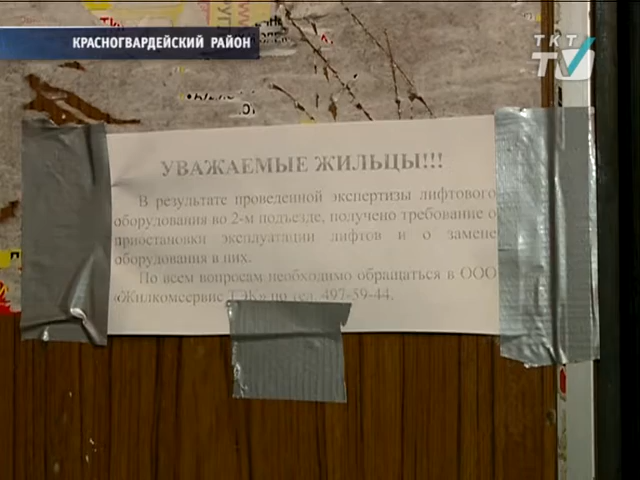 КРАСНОГВАРДЕЙСКИЙ РАЙОН
ТКТ
TV
УВАЖАЕМЫЕ ЖИЛЬЦЫ!!!
В результате проведенной экспертизы лифтового
оборудования во 2-м подъезде, получено требование о
приостановки эксплуатации лифтов и о замене
оборудования в них.
По всем вопросам необходимо обращаться в ООО
«Жилкомсервис ТЭК» по тел. 497-59-44.